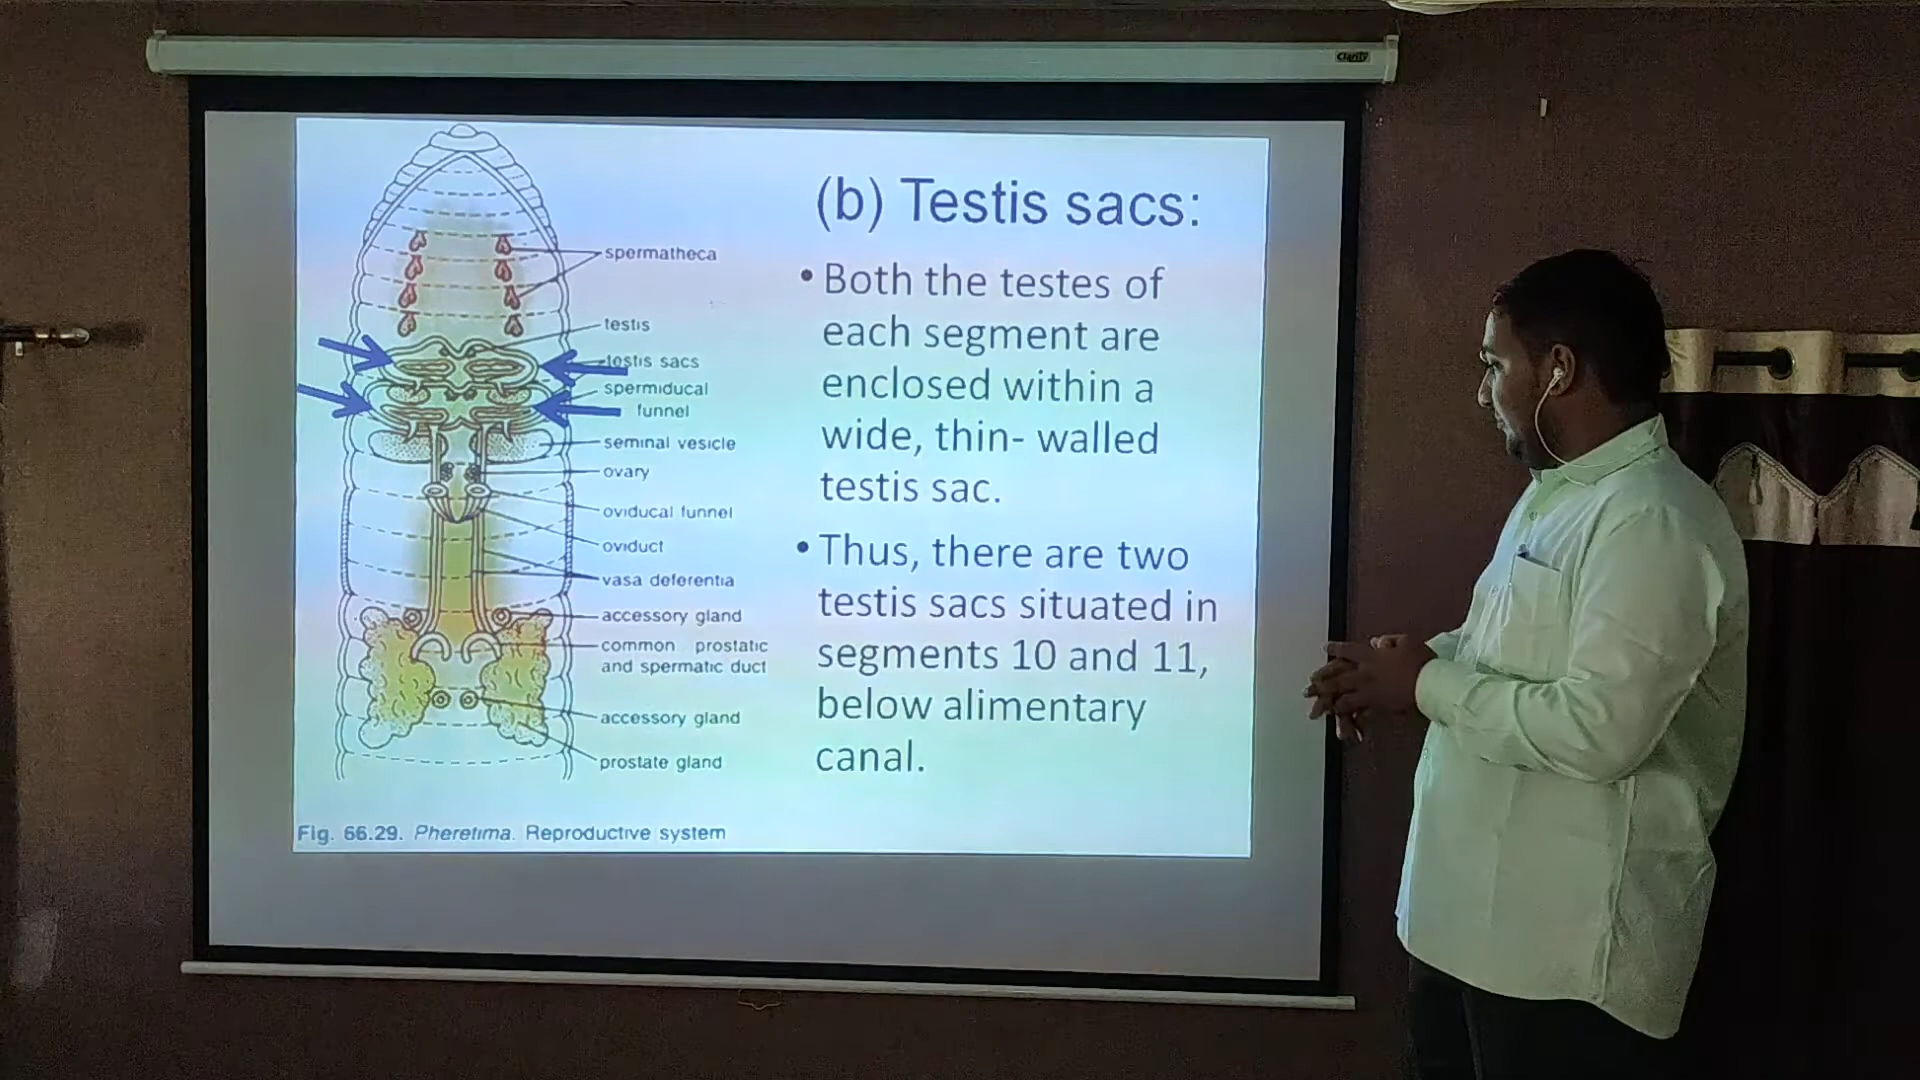 Clarity
(b) Testis sacs:
• Both the testes of
each segment are
enclosed within a
wide, thin- walled
testis sac.
• Thus, there are two
testis sacs situated in
segments 10 and 11,
below alimentary
canal.
spermatheca
testis
testis sacs
spermiducal
funnel
seminal vesicle
ovary
oviducal funnel
oviduct
vasa deferentia
accessory gland
common prostatic
and spermatic duct
accessory gland
prostate gland
Fig. 66.29. Pheretima. Reproductive system